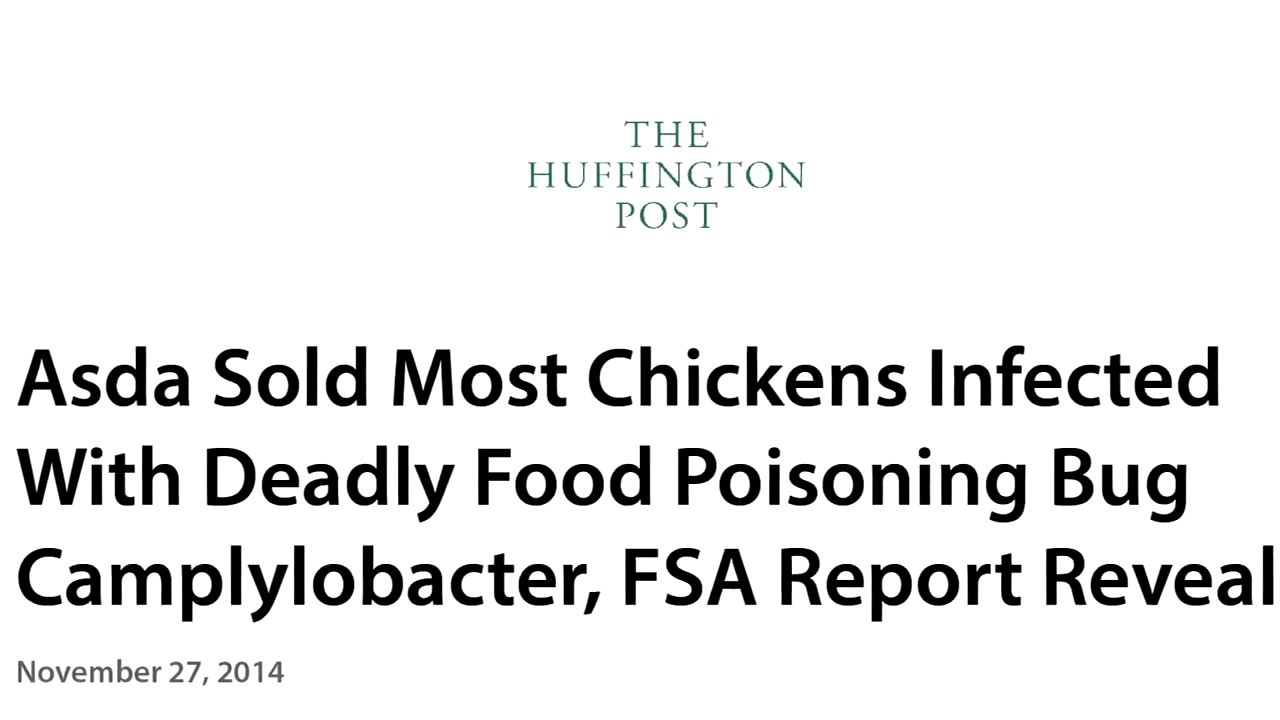 THE
HUFFINGTON
POST
Asda Sold Most Chickens Infected
With Deadly Food Poisoning Bug
Camplylobacter, FSA Report Reveal
November 27, 2014